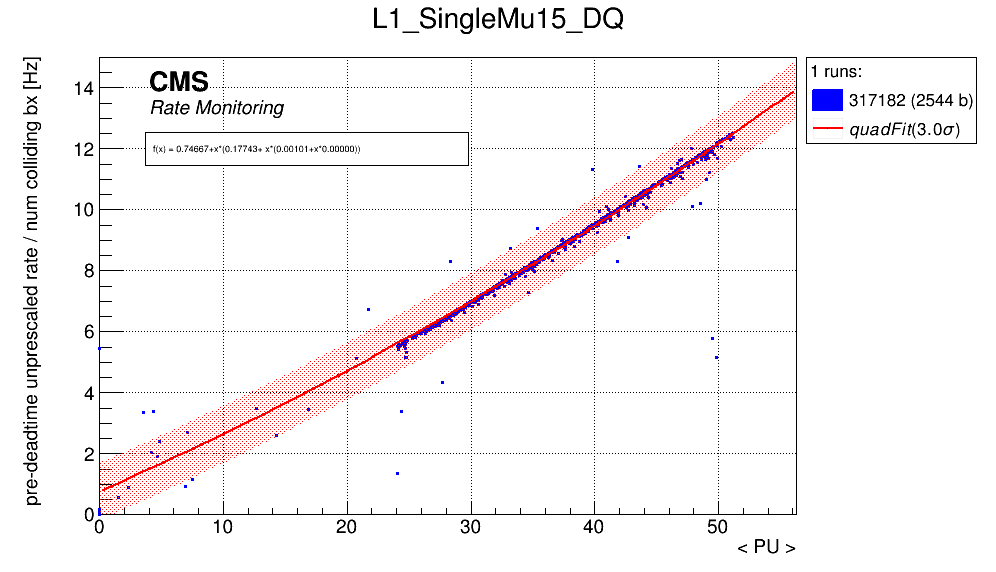 L1_SingleMu15_DQ
pre-deadtime unprescaled rate / num colliding bx [Hz]
14
12
10
8
6
4
2
0
CMS
Rate Monitoring
f(x) = 0.74667+x*(0.17743+ x*(0.00101+x*0.00000))
0 10 20 30 40 50
< PU >
1 runs:
317182 (2544 b)
quadFit(3.0σ)